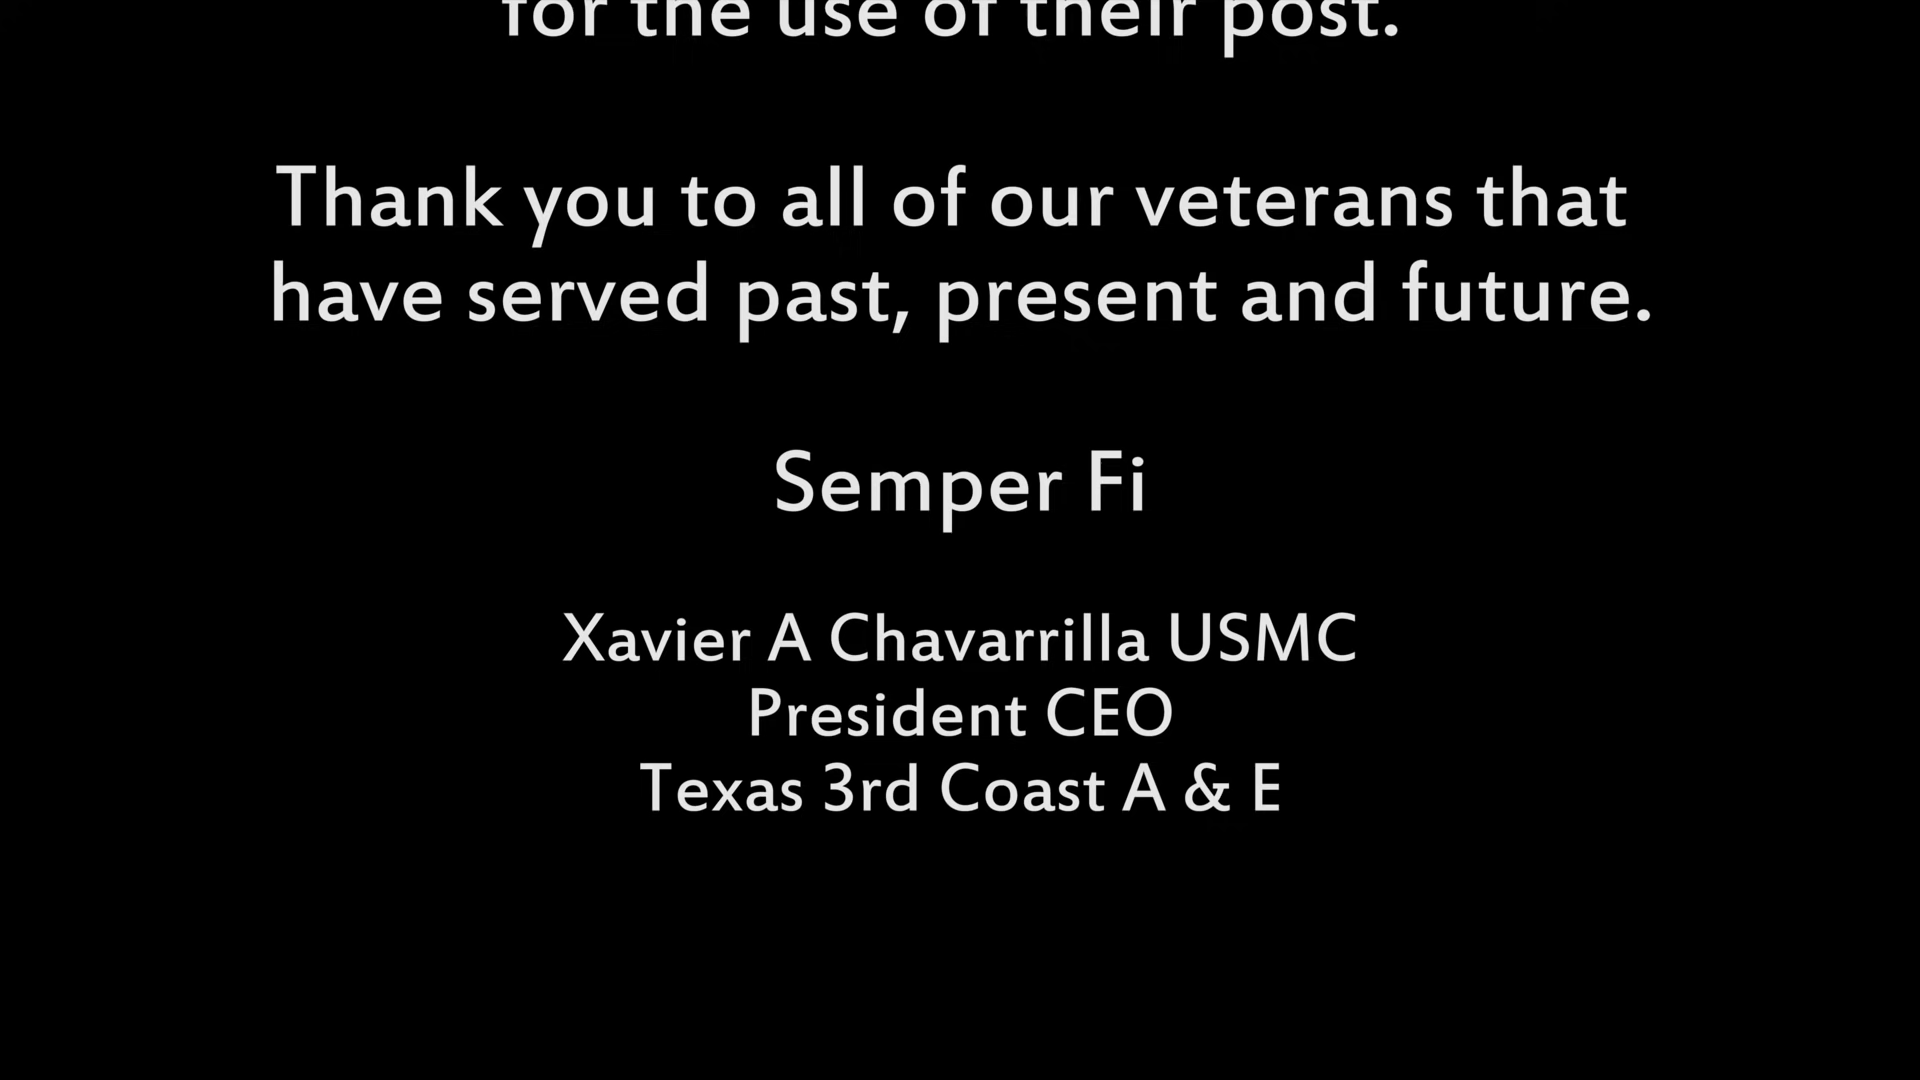 for the use of their post.
Thank you to all of our veterans that
have served past, present and future.
Semper Fi
Xavier A Chavarrilla USMC
President CEO
Texas 3rd Coast A & E